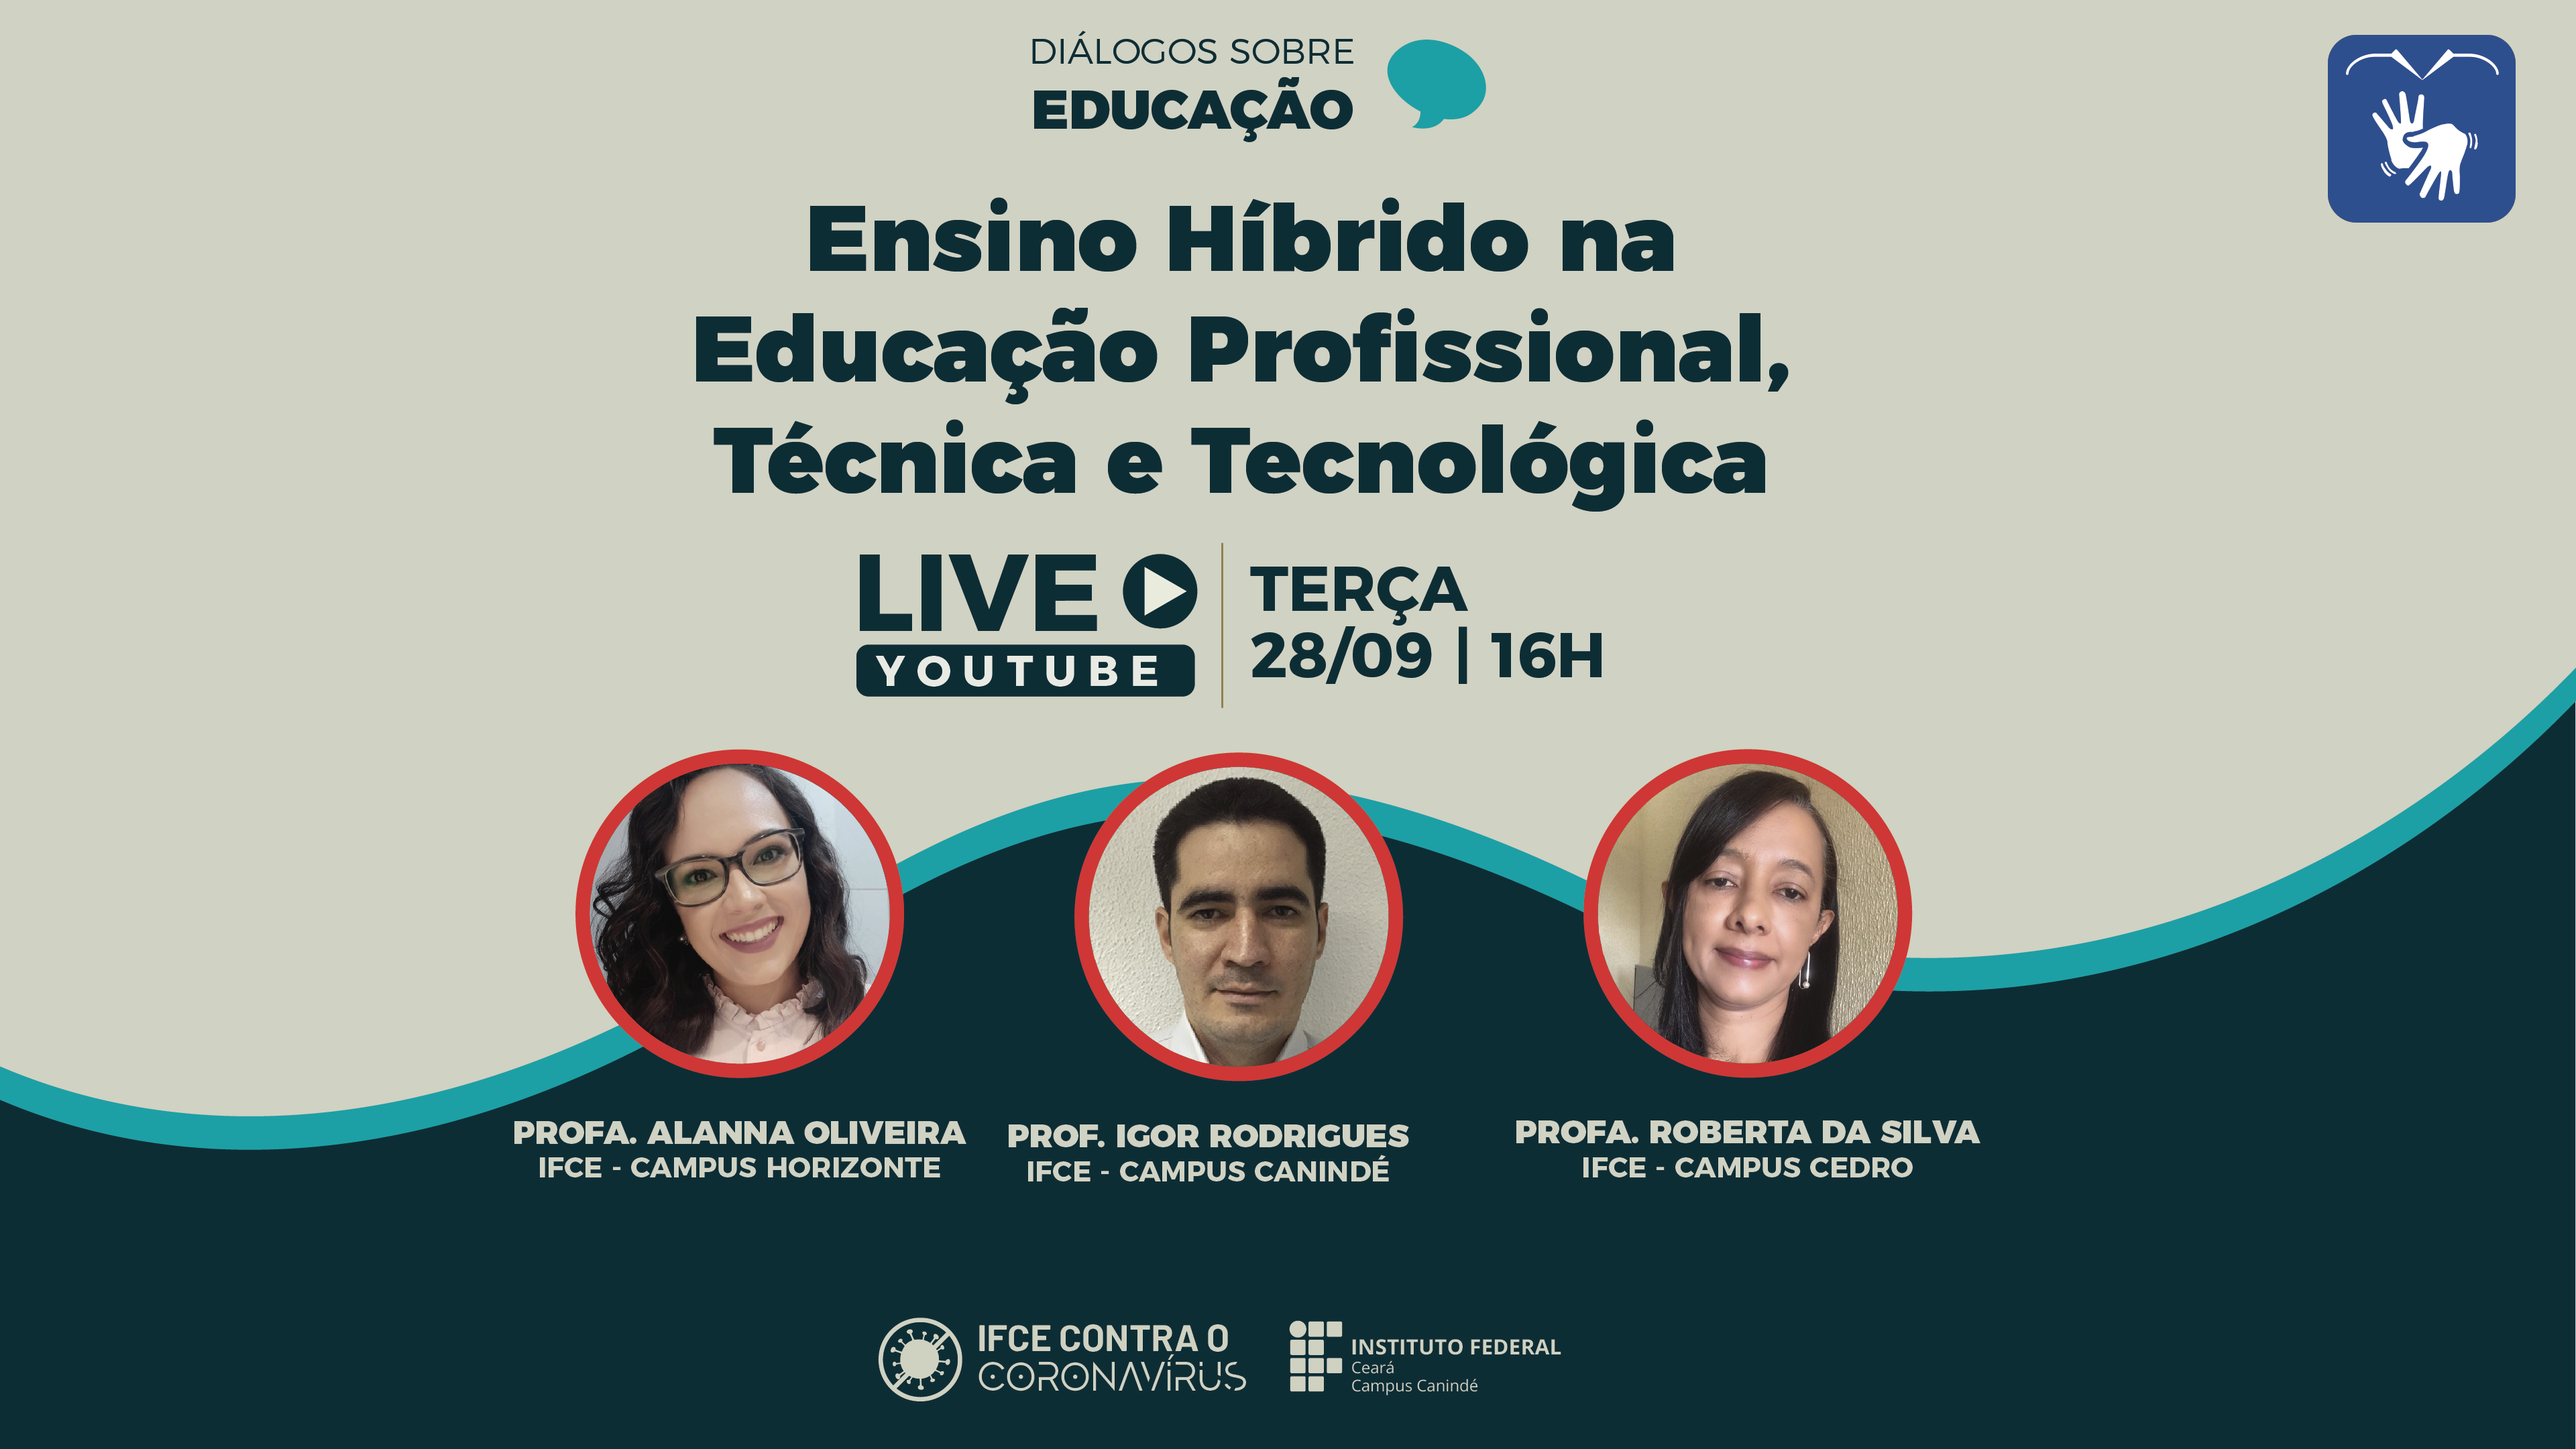 DIÁLOGOS SOBRE
EDUCAÇÃO
Ensino Híbrido na
Educação Profissional,
Técnica e Tecnológica
LIVE
YOUTUBE
TERÇA
28/09 | 16H
PROFA. ALANNA OLIVEIRA
IFCE - CAMPUS HORIZONTE
PROF. IGOR RODRIGUES
IFCE - CAMPUS CANINDÉ
PROFA. ROBERTA DA SILVA
IFCE - CAMPUS CEDRO
IFCE CONTRA O
CORONAVÍRUS
INSTITUTO FEDERAL
Ceará
Campus Canindé